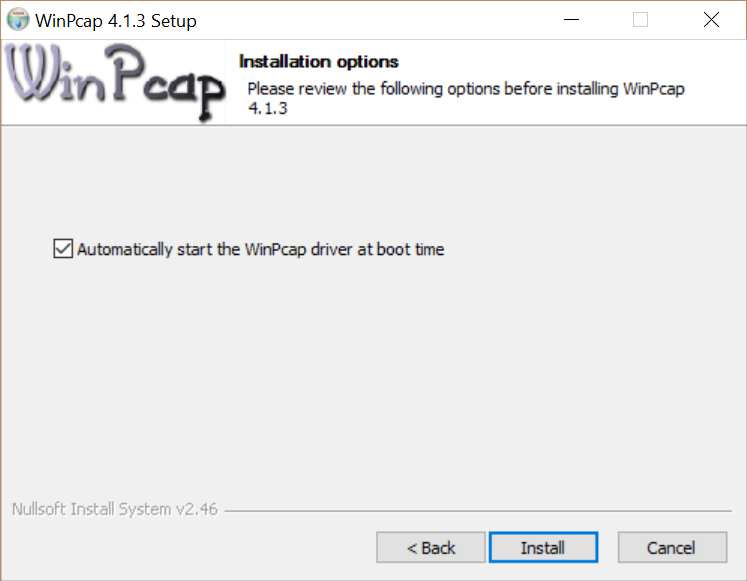 WinPcap 4.1.3 Setup
WinPcap
Installation options
Please review the following options before installing WinPcap
4.1.3
Automatically start the WinPcap driver at boot time
Nullsoft Install System v2.46
< Back
Install
Cancel